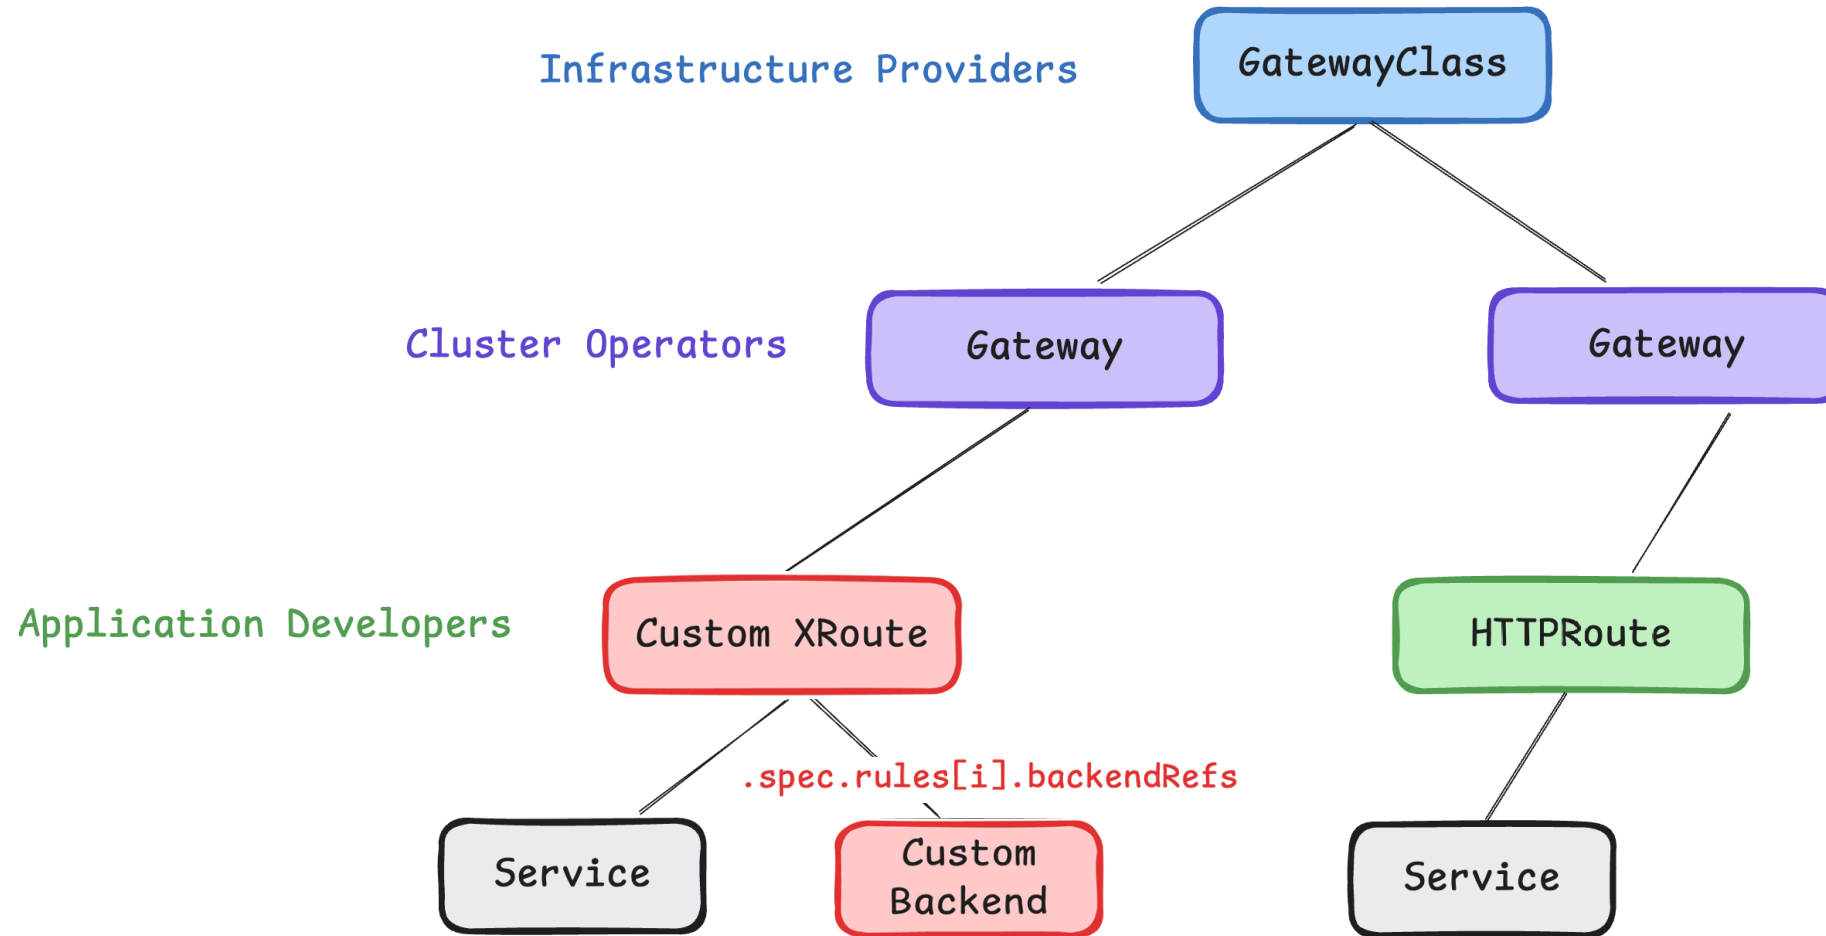 Infrastructure Providers
GatewayClass
Cluster Operators
Gateway
Gateway
Application Developers
Custom XRoute
HTTPRoute
.spec.rules[i].backendRefs
Service
Custom
Backend
Service